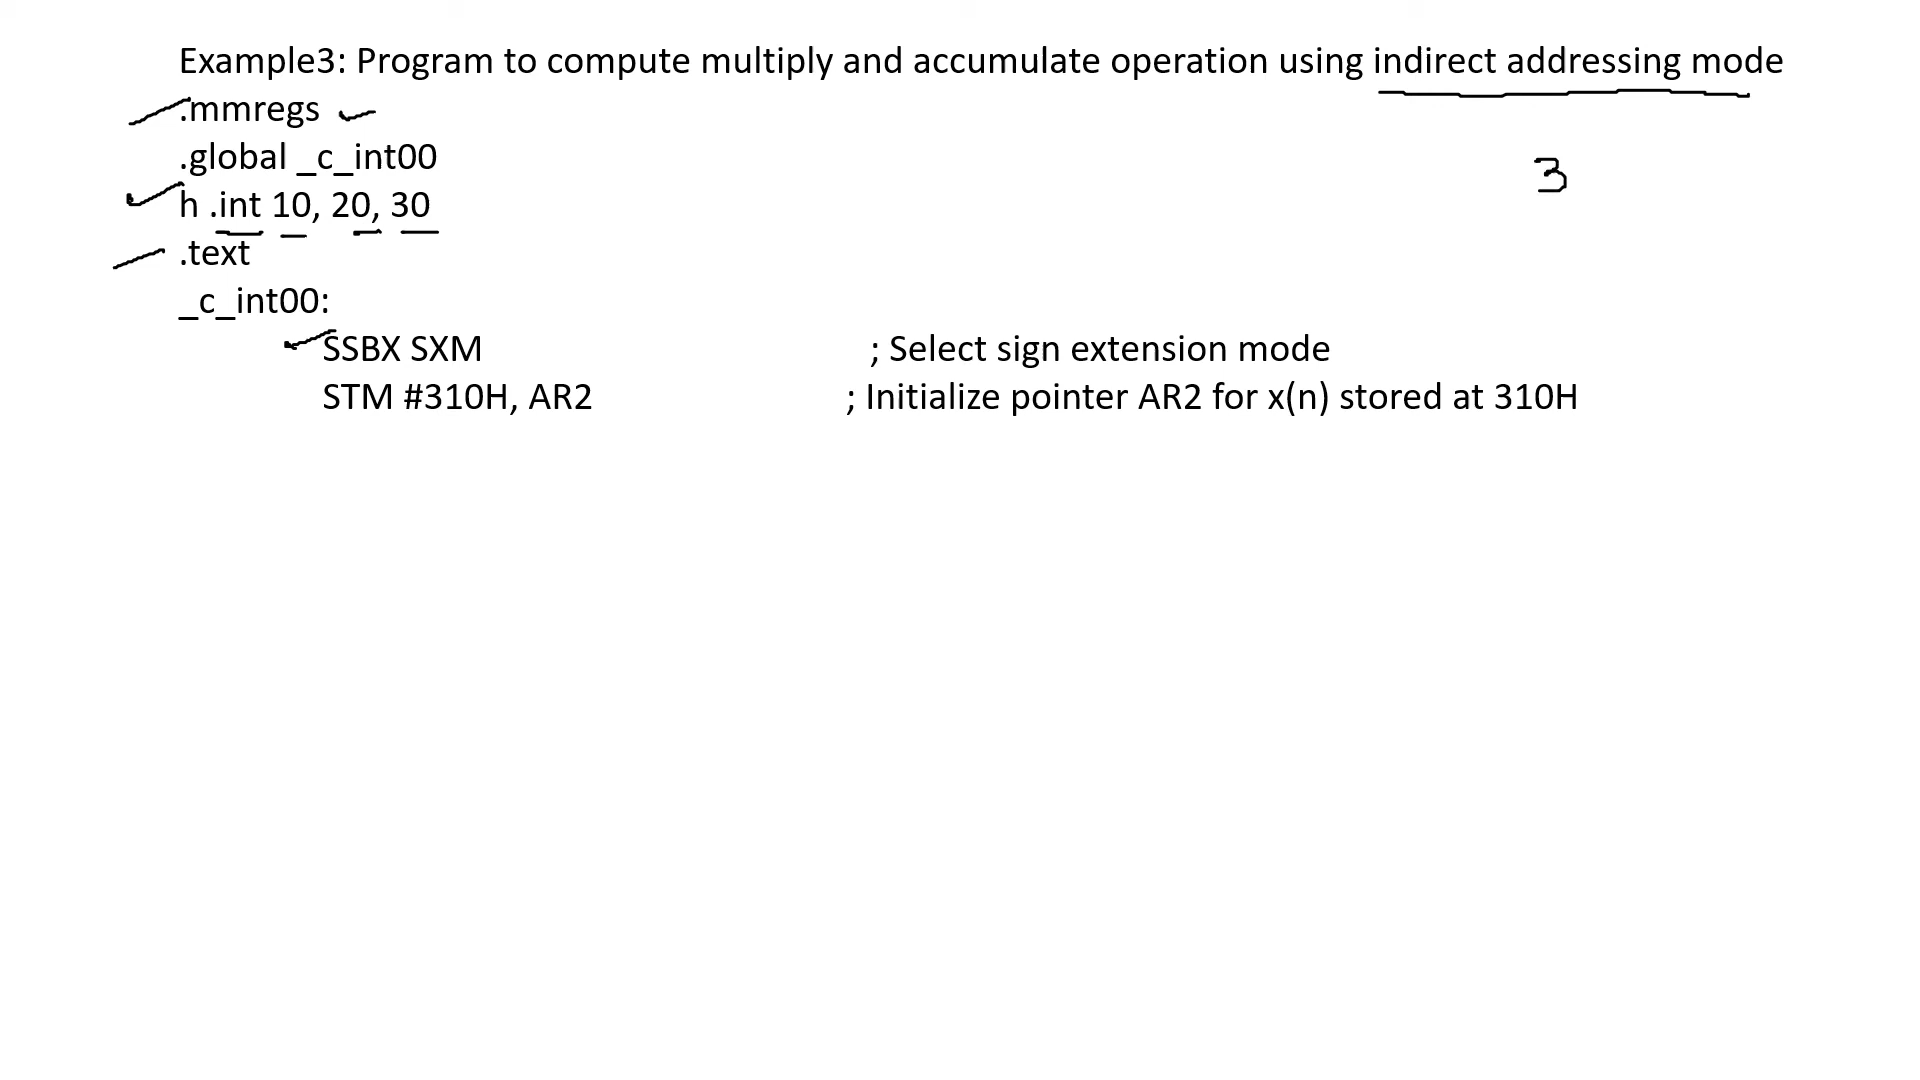 Example3: Program to compute multiply and accumulate operation using indirect addressing mode
.mmregs
.global _c_int00
3
h .int 10, 20, 30
.text
_c_int00:
SSBX SXM ; Select sign extension mode
STM #310H, AR2 ; Initialize pointer AR2 for x(n) stored at 310H